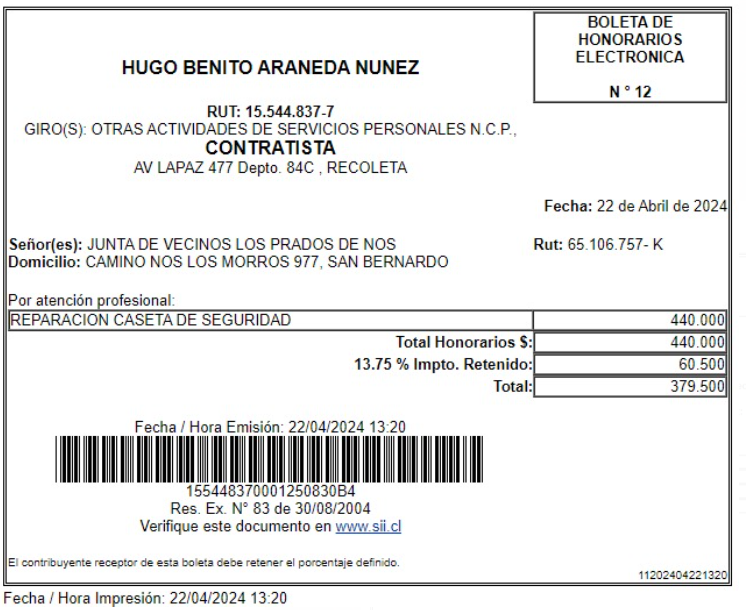 BOLETA DE
HONORARIOS
ELECTRONICA
N ° 12
HUGO BENITO ARANEDA NUNEZ
RUT: 15.544.837-7
GIRO(S): OTRAS ACTIVIDADES DE SERVICIOS PERSONALES N.C.P.,
CONTRATISTA
AV LAPAZ 477 Depto. 84C , RECOLETA
Fecha: 22 de Abril de 2024
Señor(es): JUNTA DE VECINOS LOS PRADOS DE NOS Rut: 65.106.757- K
Domicilio: CAMINO NOS LOS MORROS 977, SAN BERNARDO
Por atención profesional:
REPARACION CASETA DE SEGURIDAD 440.000
Total Honorarios $: 440.000
13.75 % Impto. Retenido: 60.500
Total: 379.500
Fecha / Hora Emisión: 22/04/2024 13:20
155448370001250830B4
Res. Ex. N° 83 de 30/08/2004
Verifique este documento en www.sii.cl
El contribuyente receptor de esta boleta debe retener el porcentaje definido.
11202404221320
Fecha / Hora Impresión: 22/04/2024 13:20